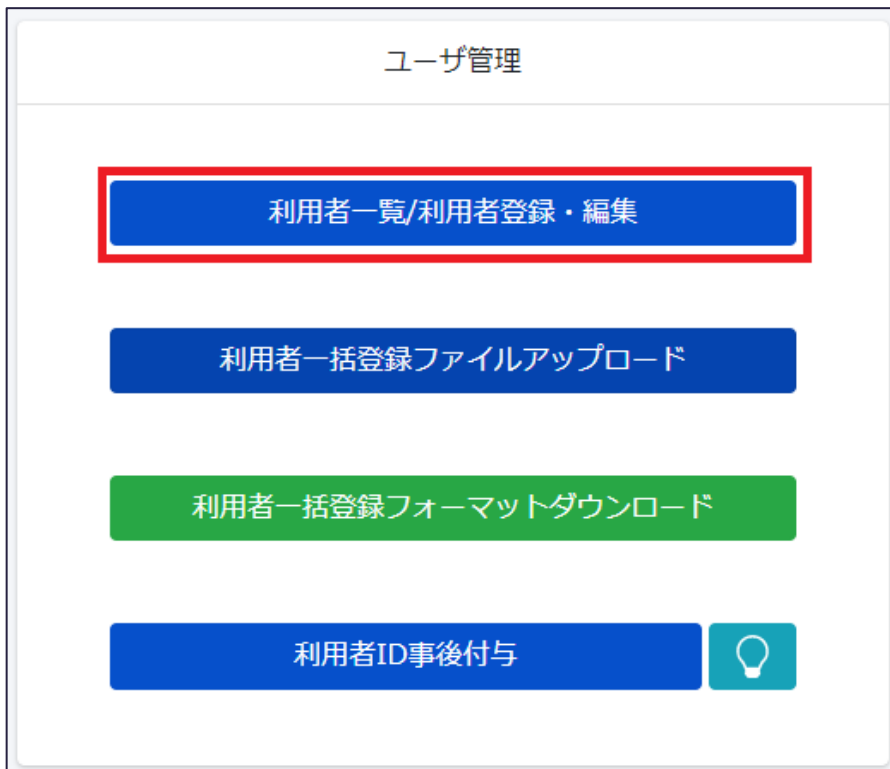 ユーザ管理
利用者一覧/利用者登録・編集
利用者一括登録ファイルアップロード
利用者一括登録フォーマットダウンロード
利用者ID事後付与